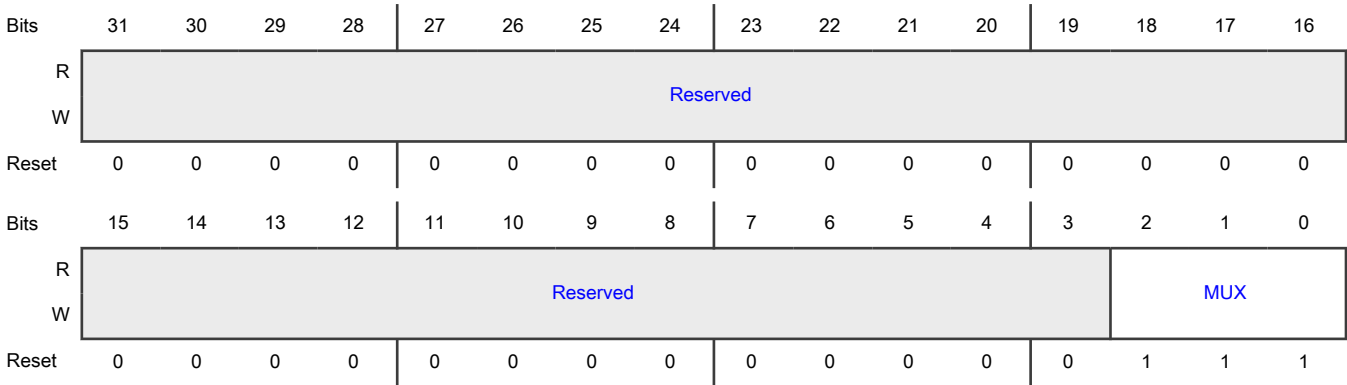 Bits 31 30 29 28 27 26 25 24 23 22 21 20 19 18 17 16
R
Reserved
W
Reset 0 0 0 0 0 0 0 0 0 0 0 0 0 0 0 0
Bits 15 14 13 12 11 10 9 8 7 6 5 4 3 2 1 0
R
Reserved MUX
W
Reset 0 0 0 0 0 0 0 0 0 0 0 0 0 1 1 1